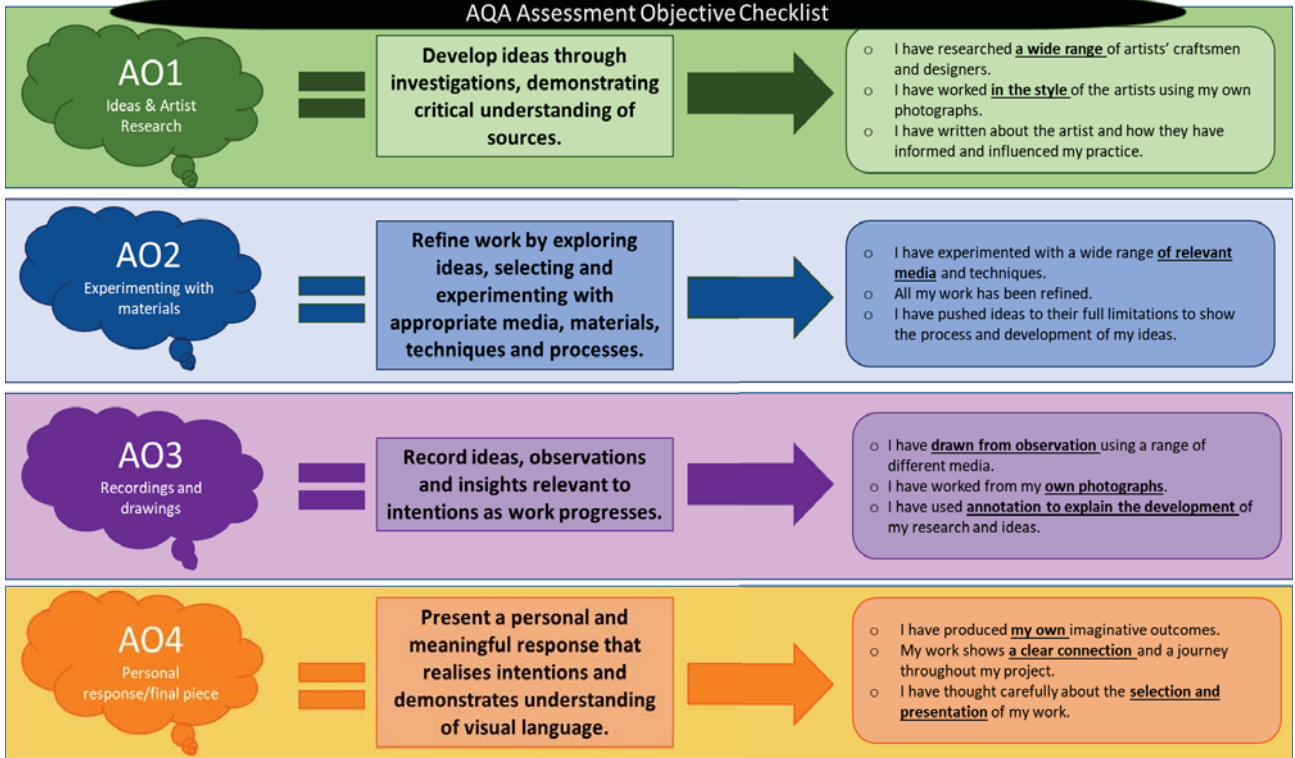 AQA Assessment Objective Checklist
AO1
Ideas & Artist
Research
Develop ideas through
investigations, demonstrating
critical understanding of
sources.
o I have researched a wide range of artists’ craftsmen
and designers.
o I have worked in the style of the artists using my own
photographs.
o I have written about the artist and how they have
informed and influenced my practice.
AO2
Experimenting with
materials
Refine work by exploring
ideas, selecting and
experimenting with
appropriate media, materials,
techniques and processes.
o I have experimented with a wide range of relevant
media and techniques.
o All my work has been refined.
o I have pushed ideas to their full limitations to show
the process and development of my ideas.
AO3
Recordings and
drawings
Record ideas, observations
and insights relevant to
intentions as work progresses.
o I have drawn from observation using a range of
different media.
o I have worked from my own photographs.
o I have used annotation to explain the development of
my research and ideas.
AO4
Personal
response/final piece
Present a personal and
meaningful response that
realises intentions and
demonstrates understanding
of visual language.
o I have produced my own imaginative outcomes.
o My work shows a clear connection and a journey
throughout my project.
o I have thought carefully about the selection and
presentation of my work.